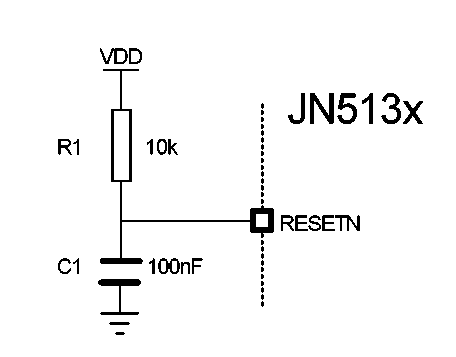 VDD
JN513x
R1 10k
RESETN
C1 100nF